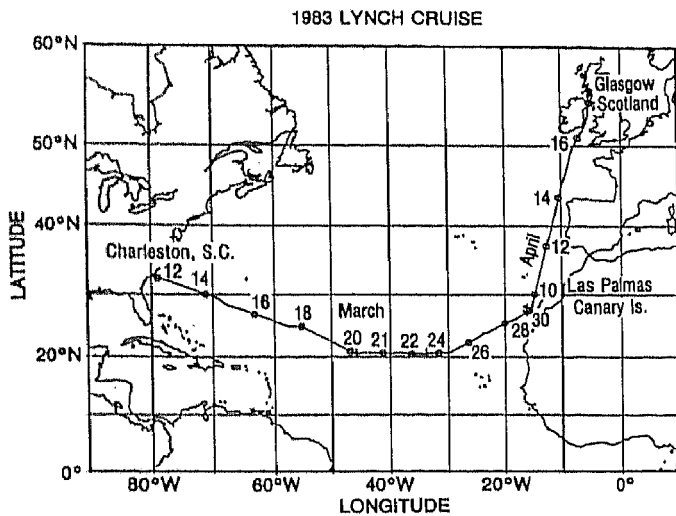 1983 LYNCH CRUISE
60°N
50°N
40°N
20°N
0°
LATITUDE
Glasgow
Scotland
16
14
April
12
10
Las Palmas
Canary Is.
Charleston, S.C.
12
14
16
18
March
20
21
22
24
26
28
30
80°W
60°W
40°W
20°W
0°
LONGITUDE